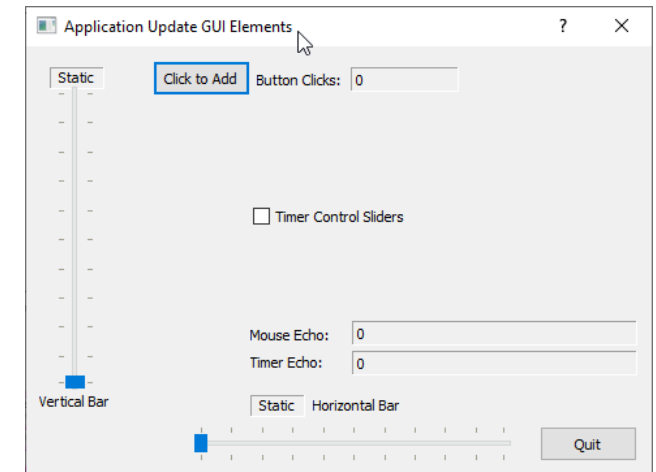 Application Update GUI Elements ?
Static Click to Add Button Clicks: 0
Timer Control Sliders
Mouse Echo: 0
Timer Echo: 0
Vertical Bar Static Horizontal Bar
Quit